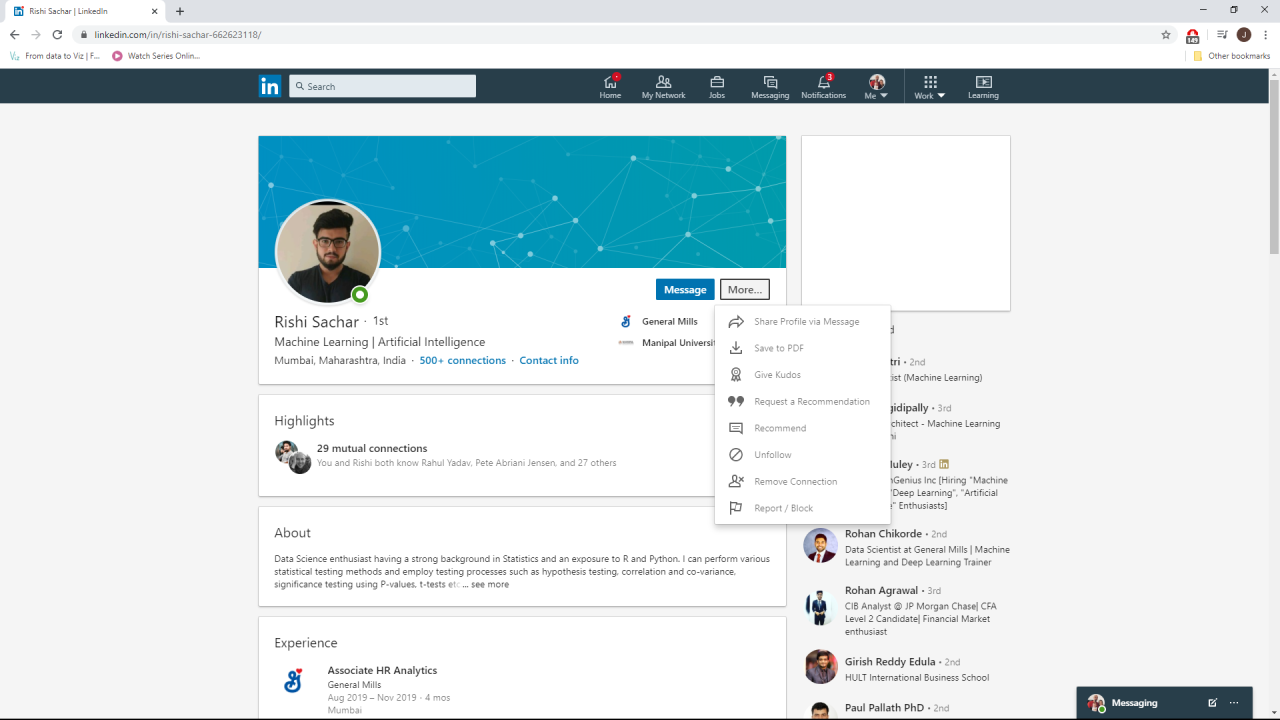 Rishi Sachar | LinkedIn
linkedin.com/in/rishi-sachar-662623118/
149
J
From data to Viz | F...
Watch Series Onlin...
Other bookmarks
in
Search
Home
My Network
Jobs
Messaging
3
Notifications
Me
Work
Learning
Message
More...
Rishi Sachar · 1st
Machine Learning | Artificial Intelligence
Mumbai, Maharashtra, India · 500+ connections · Contact info
General Mills
Manipal Universit
Share Profile via Message
Save to PDF
Give Kudos
Request a Recommendation
Recommend
Unfollow
Remove Connection
Report / Block
Highlights
29 mutual connections
You and Rishi both know Rahul Yadav, Pete Abriani Jensen, and 27 others
About
Data Science enthusiast having a strong background in Statistics and an exposure to R and Python. I can perform various
statistical testing methods and employ testing processes such as hypothesis testing, correlation and co-variance,
significance testing using P-values, t-tests etc... see more
Experience
Associate HR Analytics
General Mills
Aug 2019 – Nov 2019 · 4 mos
Mumbai
d
tri • 2nd
ist (Machine Learning)
gidipally • 3rd
chitect - Machine Learning
ni
uley • 3rd in
nGenius Inc [Hiring "Machine
"Deep Learning", "Artificial
e" Enthusiasts]
Rohan Chikorde • 2nd
Data Scientist at General Mills | Machine
Learning and Deep Learning Trainer
Rohan Agrawal • 3rd
CIB Analyst @ JP Morgan Chase| CFA
Level 2 Candidate| Financial Market
enthusiast
Girish Reddy Edula • 2nd
HULT International Business School
Paul Pallath PhD • 2nd
Messaging